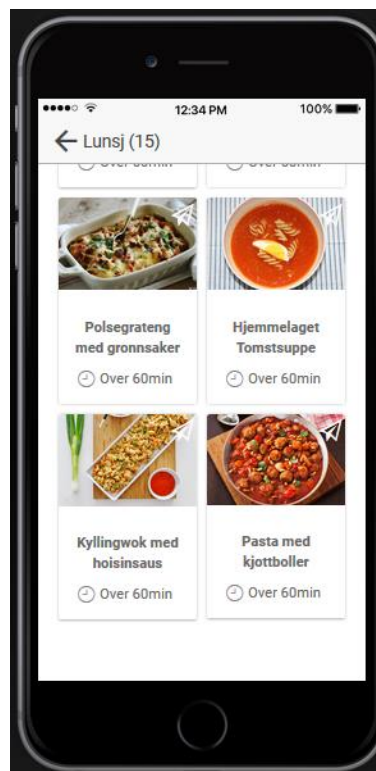 12:34 PM
100%
Lunsj (15)
Polsegrateng
med gronnsaker
Over 60min
Hjemmelaget
Tomstsuppe
Over 60min
Kyllingwok med
hoisinsaus
Over 60min
Pasta med
kjottboller
Over 60min